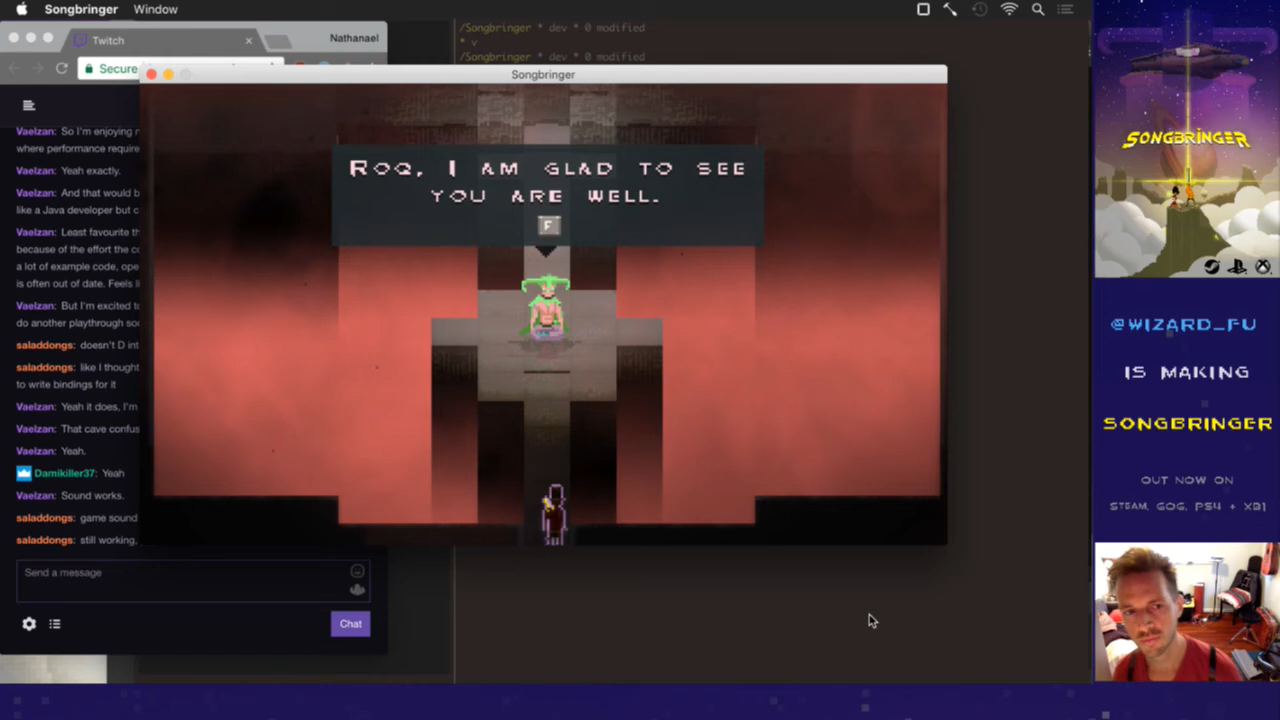 Songbringer Window
/Songbringer * dev * 0 modified
* v
/Songbringer * dev * 0 modified
Twitch
Nathanael
Secure
Songbringer
Vaelzan: So I'm enjoying
where performance require
Vaelzan: Yeah exactly.
Vaelzan: And that would b
like a Java developer but c
Vaelzan: Least favourite th
because of the effort the co
a lot of example code, ope
is often out of date. Feels li
Vaelzan: But I'm excited to
do another playthrough soo
saladdongs: doesn't D int
saladdongs: like I thought
to write bindings for it
Vaelzan: Yeah it does, I'm
Vaelzan: That cave confus
Vaelzan: Yeah.
Damikiller37: Yeah
Vaelzan: Sound works.
saladdongs: game sound
saladdongs: still working,
Send a message
Chat
Roq, I am glad to see
you are well.
F
SONGBRINGER
@WIZARD_FU
IS MAKING
SONGBRINGER
OUT NOW ON
STEAM, GOG, PS4 + XB1